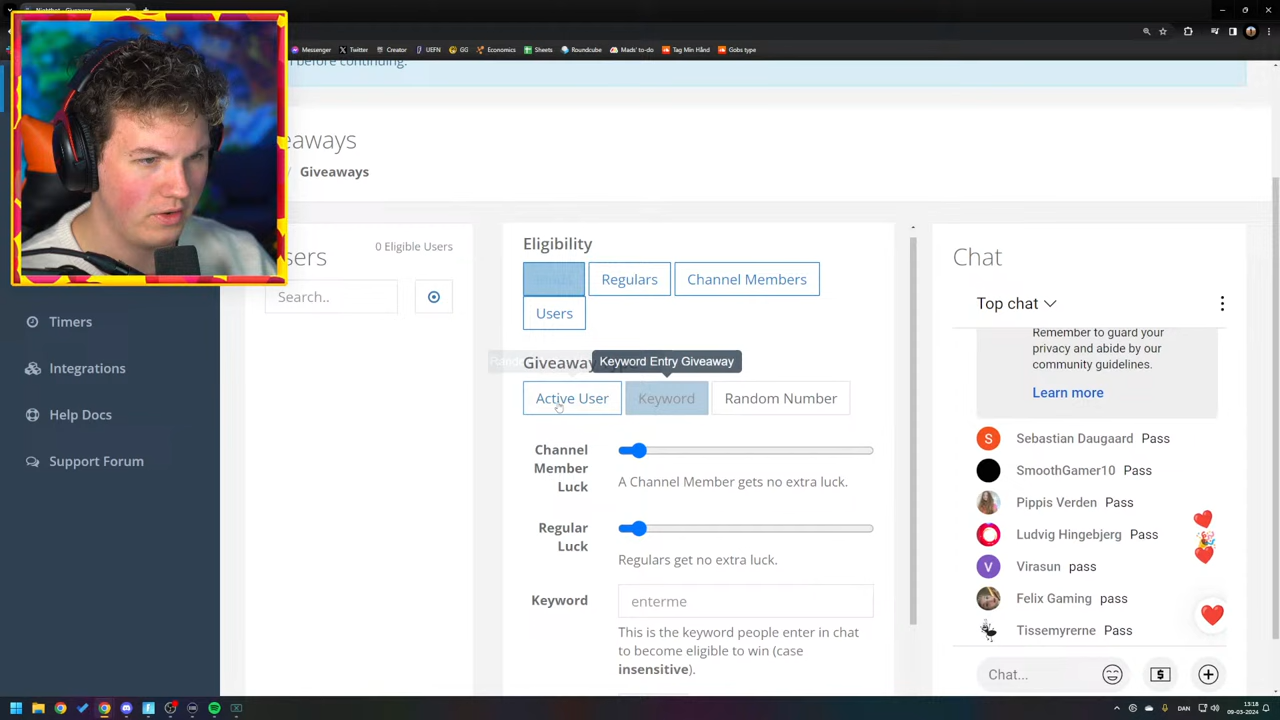 Nightbot - Giveaways
Messenger
Twitter
Creator
UEFN
GG
Economics
Sheets
Roundcube
Mads' to-do
Tag Min Hånd
Gobs type
before continuing.
eaways
/ Giveaways
sers
0 Eligible Users
Search..
Timers
Integrations
Help Docs
Support Forum
Eligibility
Regulars
Channel Members
Users
Giveaway
Keyword Entry Giveaway
Active User
Keyword
Random Number
Channel
Member
Luck
A Channel Member gets no extra luck.
Regular
Luck
Regulars get no extra luck.
Keyword
enterme
This is the keyword people enter in chat
to become eligible to win (case
insensitive).
Chat
Top chat
Remember to guard your
privacy and abide by our
community guidelines.
Learn more
Sebastian Daugaard Pass
SmoothGamer10 Pass
Pippis Verden Pass
Ludvig Hingebjerg Pass
Virasun pass
Felix Gaming pass
Tissemyrerne Pass
Chat...
DAN
13:18
09-03-2024